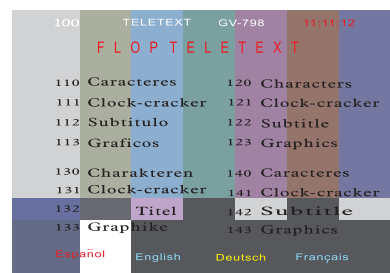 100 TELETEXT GV-798 11:11:12
FLOPTELETEXT
110 Caracteres 120 Characters
111 Clock-cracker 121 Clock-cracker
112 Subtitulo 122 Subtitle
113 Graficos 123 Graphics
130 Charakteren 140 Caracteres
131 Clock-cracker 141 Clock-cracker
132 Titel 142 Subtitle
133 Graphike 143 Graphics
Español English Deutsch Français